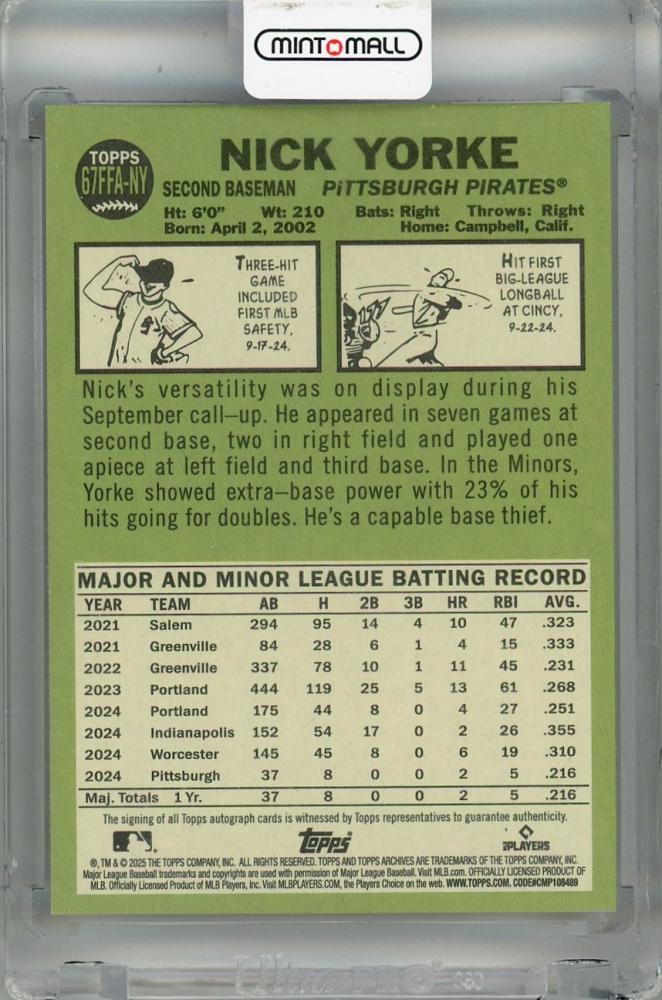 MINT MALL
TOPPS
67FFA-NY
NICK YORKE
SECOND BASEMAN PITTSBURGH PIRATES®
Ht: 6'0" Wt: 210 Bats: Right Throws: Right
Born: April 2, 2002 Home: Campbell, Calif.
THREE-HIT
GAME
INCLUDED
FIRST MLB
SAFETY.
9-17-24.
HIT FIRST
BIG-LEAGUE
LONGBALL
AT CINCY.
9-22-24.
Nick's versatility was on display during his
September call-up. He appeared in seven games at
second base, two in right field and played one
apiece at left field and third base. In the Minors,
Yorke showed extra-base power with 23% of his
hits going for doubles. He's a capable base thief.
MAJOR AND MINOR LEAGUE BATTING RECORD
YEAR TEAM AB H 2B 3B HR RBI AVG.
2021 Salem 294 95 14 4 10 47 .323
2021 Greenville 84 28 6 1 4 15 .333
2022 Greenville 337 78 10 1 11 45 .231
2023 Portland 444 119 25 5 13 61 .268
2024 Portland 175 44 8 0 4 27 .251
2024 Indianapolis 152 54 17 0 2 26 .355
2024 Worcester 145 45 8 0 6 19 .310
2024 Pittsburgh 37 8 0 0 2 5 .216
Maj. Totals 1 Yr. 37 8 0 0 2 5 .216
The signing of all Topps autograph cards is witnessed by Topps representatives to guarantee authenticity.
Topps
PLAYERS
®, TM & © 2025 THE TOPPS COMPANY, INC. ALL RIGHTS RESERVED. TOPPS AND TOPPS ARCHIVES ARE TRADEMARKS OF THE TOPPS COMPANY, INC.
Major League Baseball trademarks and copyrights are used with permission of Major League Baseball. Visit MLB.com. OFFICIALLY LICENSED PRODUCT OF
MLB. Officially Licensed Product of MLB Players, Inc. Visit MLBPLAYERS.COM, the Players Choice on the web. WWW.TOPPS.COM. CODE#CMP108489
Ultra PRO